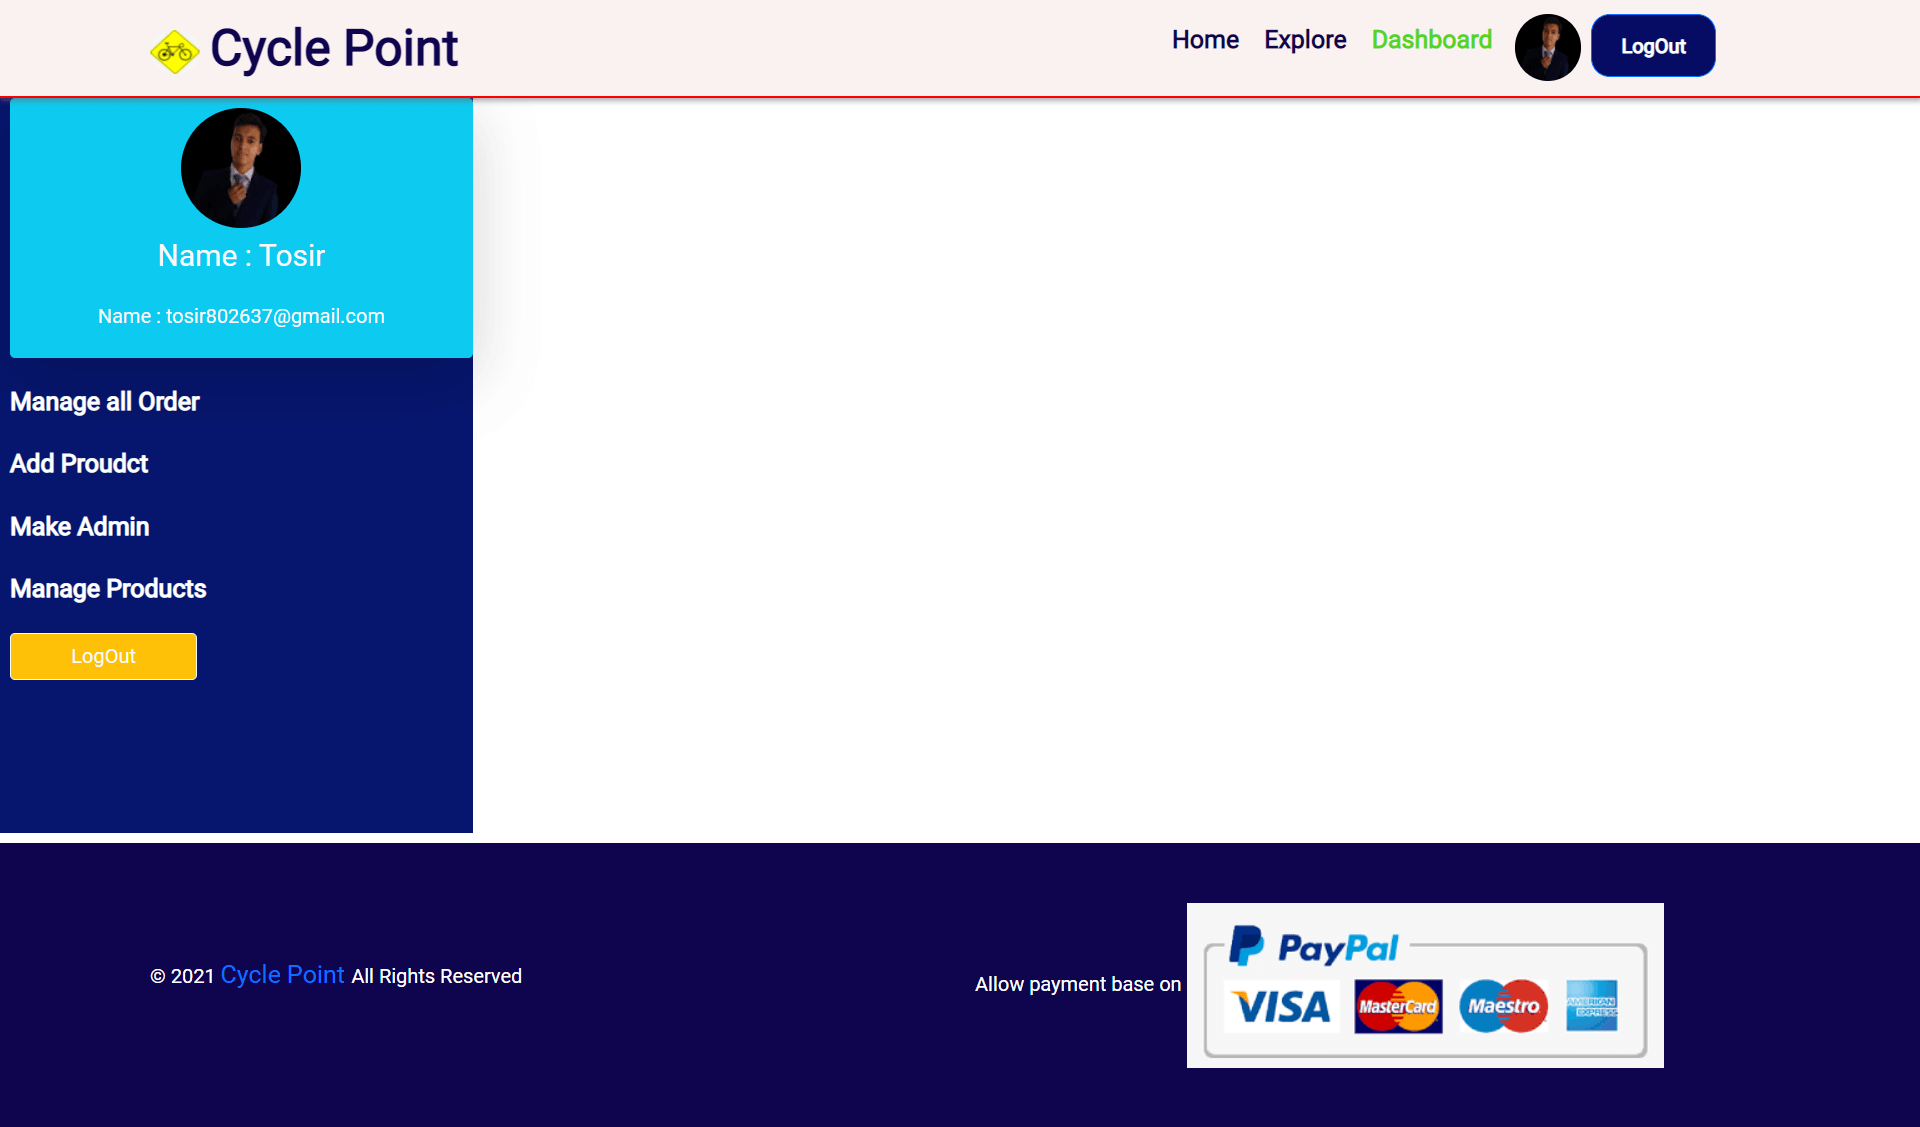 Cycle Point
Home Explore Dashboard LogOut
Name : Tosir
Name : tosir802637@gmail.com
Manage all Order
Add Proudct
Make Admin
Manage Products
LogOut
© 2021 Cycle Point All Rights Reserved
Allow payment base on
PayPal
VISA MasterCard Maestro AMERICAN EXPRESS